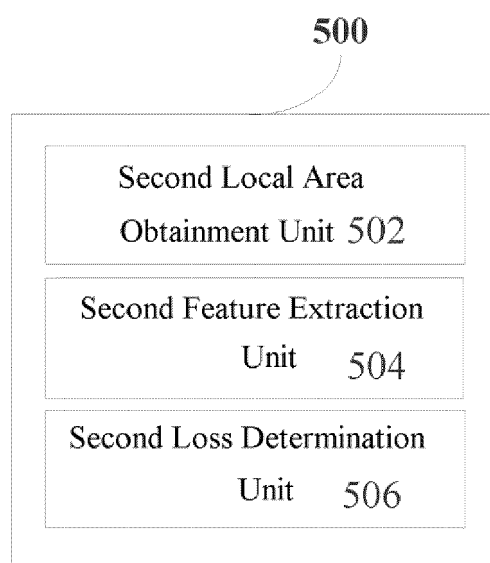 500
Second Local Area
Obtainment Unit 502
Second Feature Extraction
Unit 504
Second Loss Determination
Unit 506